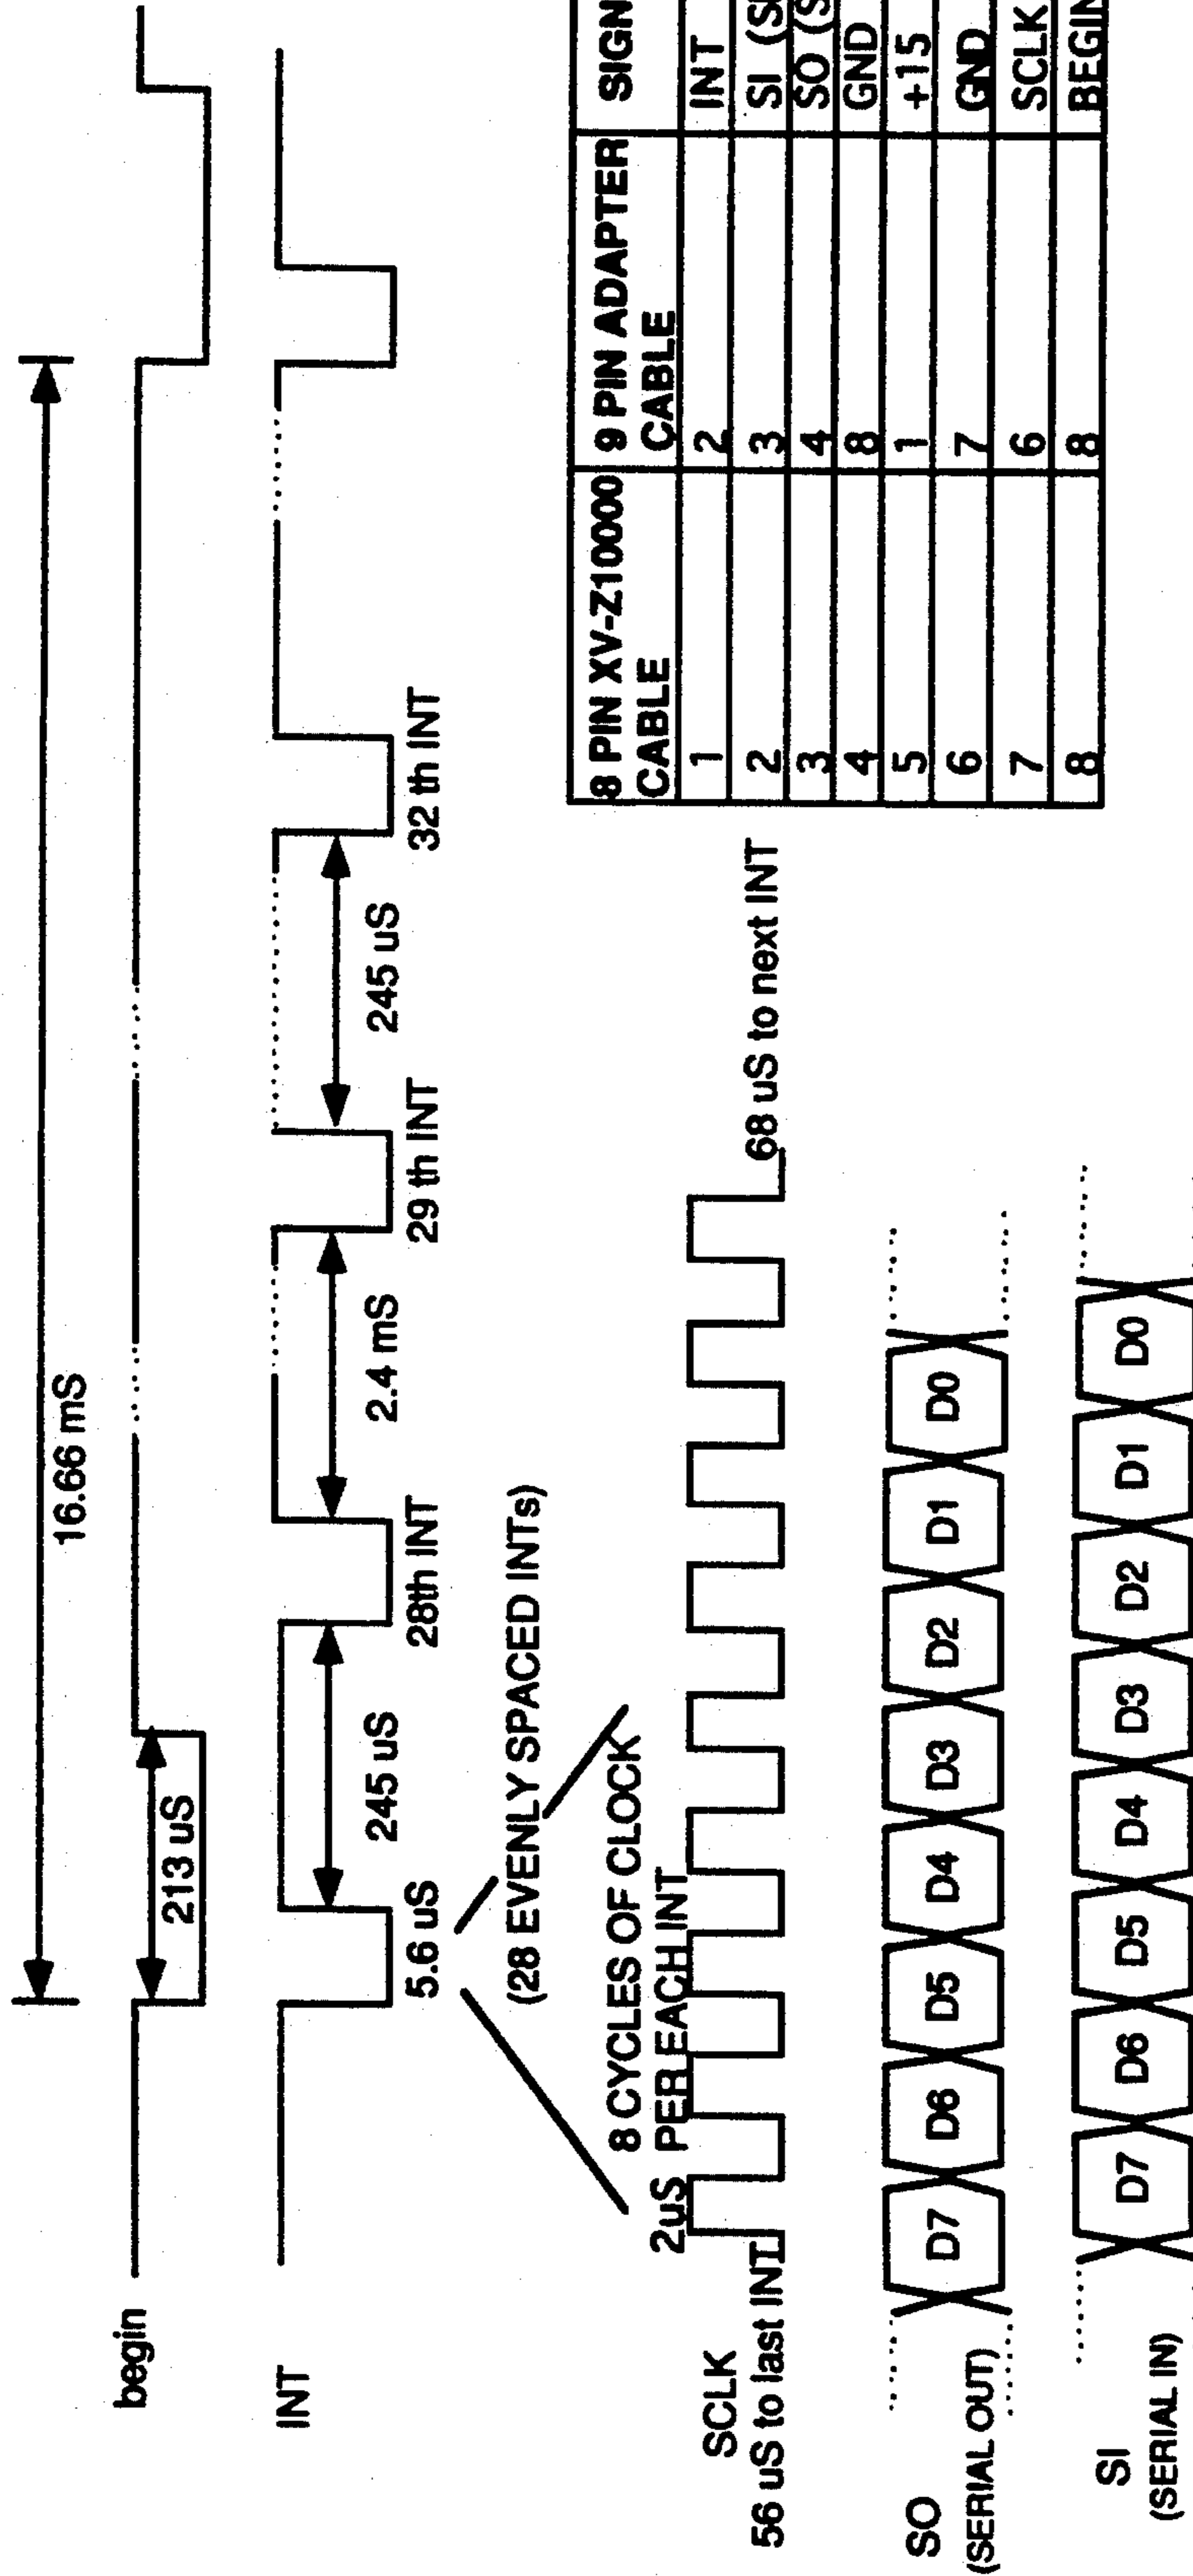 16.66 mS
begin
213 uS
INT
245 uS
2.4 mS
245 uS
5.6 uS
28th INT
29 th INT
32 th INT
(28 EVENLY SPACED INTs)
8 CYCLES OF CLOCK
PER EACH INT
2uS
SCLK
56 uS to last INT
68 uS to next INT
SO
(SERIAL OUT)
D7 D6 D5 D4 D3 D2 D1 D0
SI
(SERIAL IN)
D7 D6 D5 D4 D3 D2 D1 D0
8 PIN XV-Z10000 CABLE 9 PIN ADAPTER CABLE
1 2 INT
2 3 SI
3 4 SO
4 8 GND
5 1 +15
6 7 GND
7 6 SCLK
8 8 BEGIN